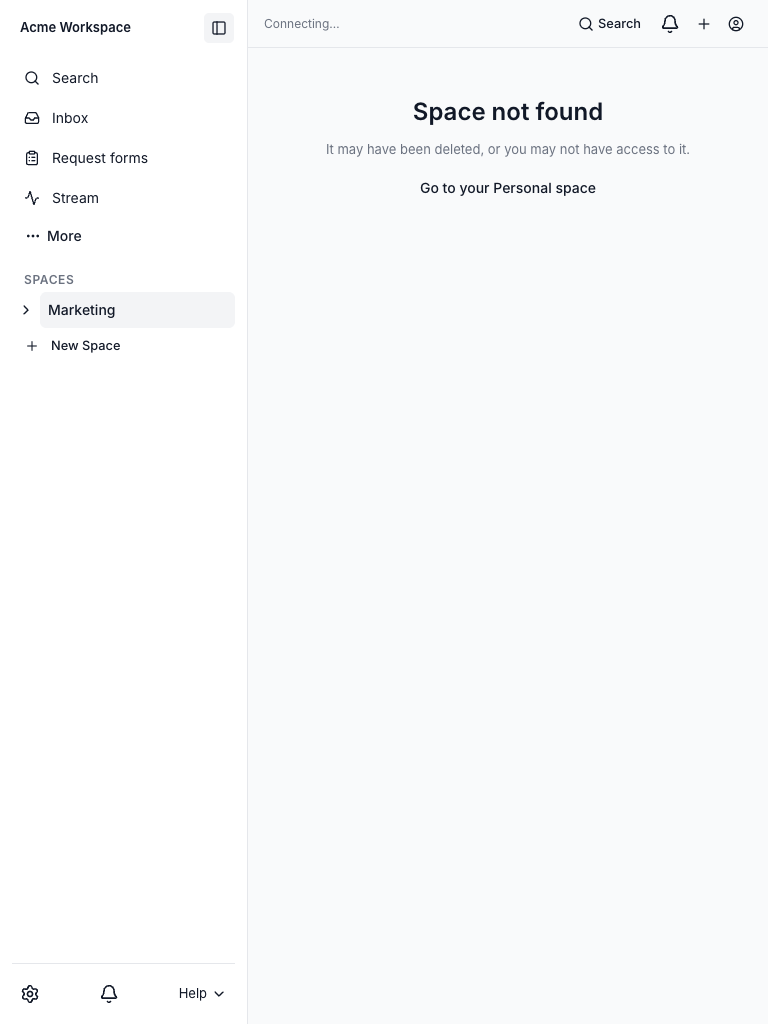 Acme Workspace
Search
Inbox
Request forms
Stream
More
SPACES
Marketing
New Space
Help
Connecting...
Search
Space not found
It may have been deleted, or you may not have access to it.
Go to your Personal space